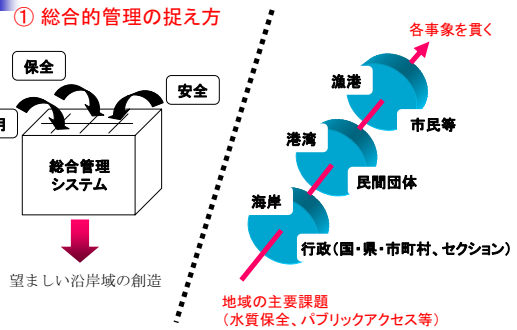 ① 総合的管理の捉え方
保全
安全
総合管理
システム
望ましい沿岸域の創造
各事象を貫く
漁港
市民等
港湾
民間団体
海岸
行政(国・県・市町村、セクション)
地域の主要課題
(水質保全、パブリックアクセス等)